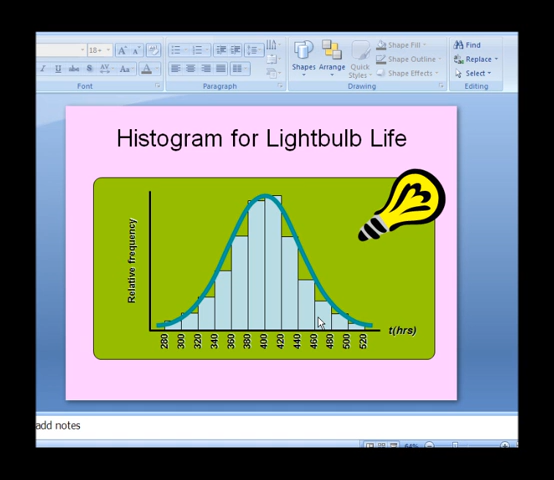 18
Shapes
Arrange
Quick Styles
Shape Fill
Shape Outline
Shape Effects
Find
Replace
Select
Font
Paragraph
Drawing
Editing
Histogram for Lightbulb Life
Relative frequency
280 300 320 340 360 380 400 420 440 460 480 500 520
t(hrs)
add notes
64%